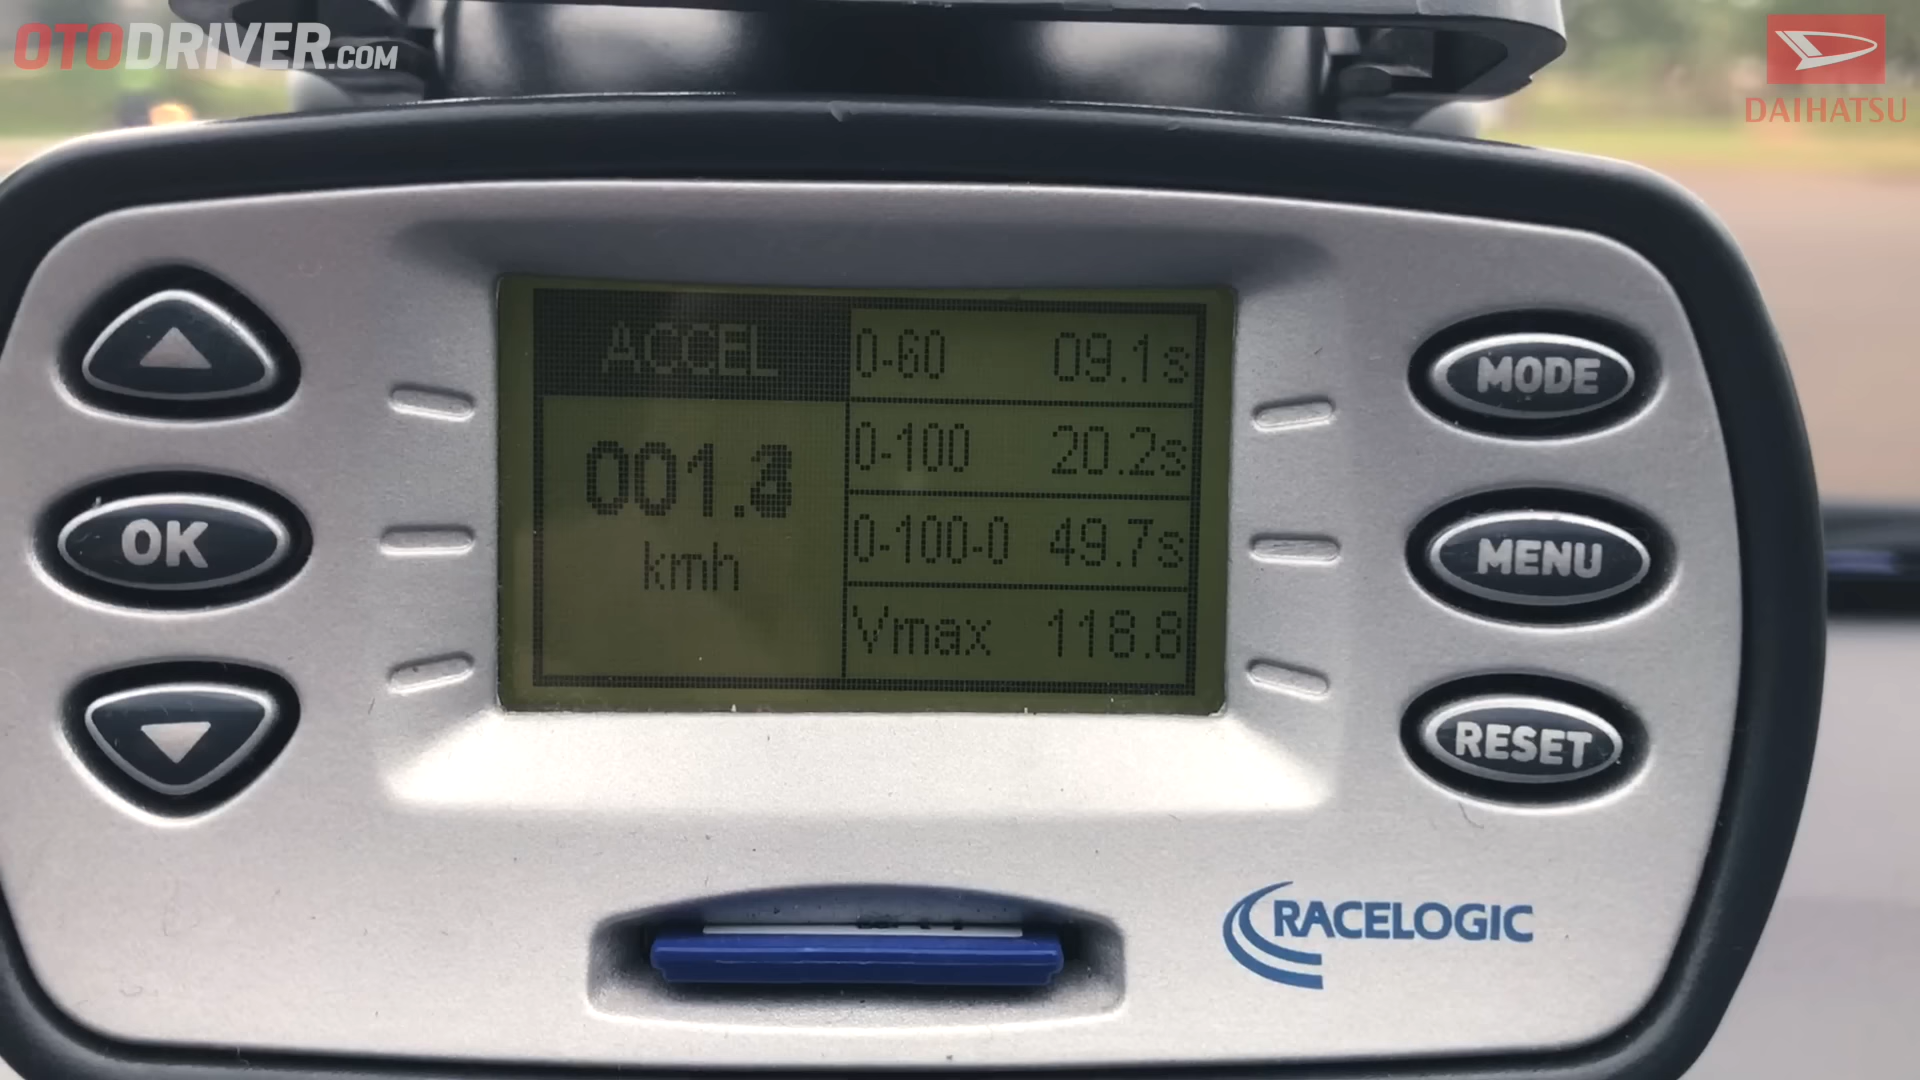 OTODRIVER.COM
DAIHATSU
ACCEL
kmh
0-60 09.1s
0-100 20.2s
0-100-0 49.7s
Vmax 118.8
OK
MODE
MENU
RESET
RACELOGIC